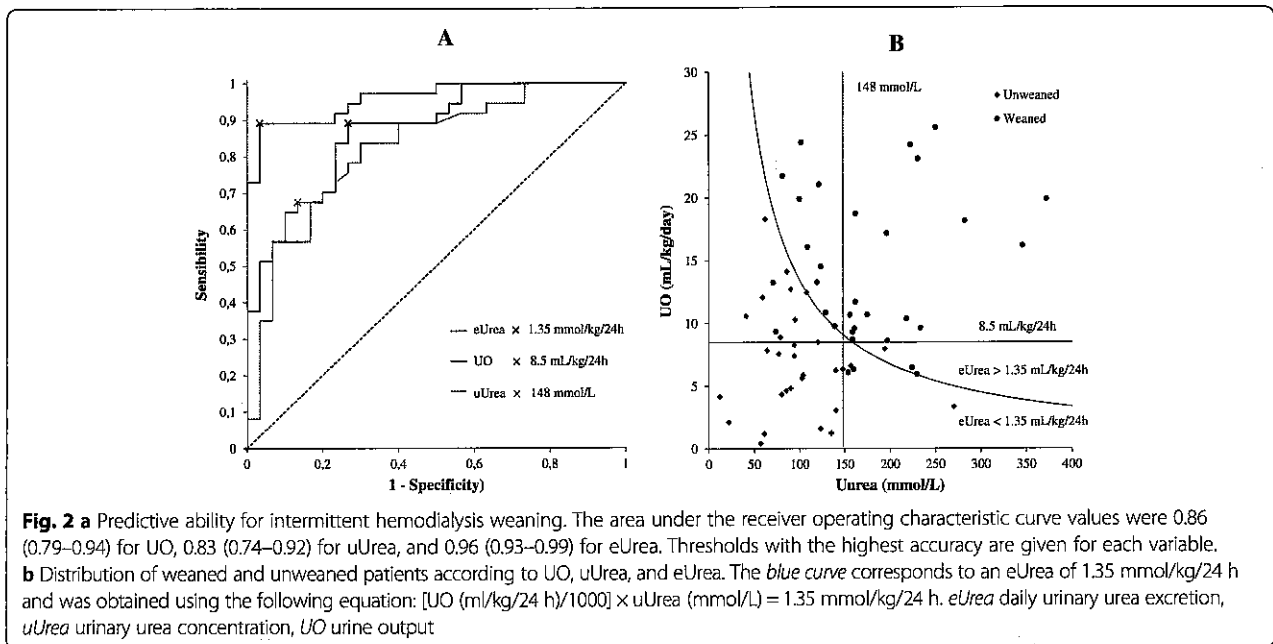 A
1
0,9
0,8
0,7
0,6
0,5
0,4
0,3
0,2
0,1
0
Sensibility
0
0,2
0,4
0,6
0,8
1
1 - Specificity)
eUrea × 1.35 mmol/kg/24h
UO × 8.5 mL/kg/24h
uUrea × 148 mmol/L
B
30
25
20
15
10
5
0
UO (mL/kg/day)
148 mmol/L
Unweaned
Weaned
8.5 mL/kg/24h
eUrea > 1.35 mL/kg/24h
eUrea < 1.35 mL/kg/24h
0
50
100
150
200
250
300
350
400
Uurea (mmol/L)
Fig. 2 a Predictive ability for intermittent hemodialysis weaning. The area under the receiver operating characteristic curve values were 0.86
(0.79–0.94) for UO, 0.83 (0.74–0.92) for uUrea, and 0.96 (0.93–0.99) for eUrea. Thresholds with the highest accuracy are given for each variable.
b Distribution of weaned and unweaned patients according to UO, uUrea, and eUrea. The blue curve corresponds to an eUrea of 1.35 mmol/kg/24 h
and was obtained using the following equation: [UO (ml/kg/24 h)/1000] × uUrea (mmol/L) = 1.35 mmol/kg/24 h. eUrea daily urinary urea excretion,
uUrea urinary urea concentration, UO urine output